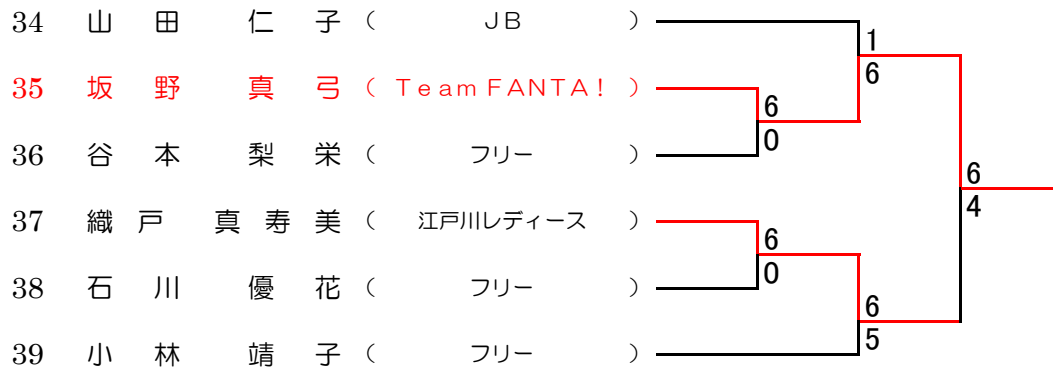 34 山田 仁子 ( JB )
1
35 坂野 真弓 ( Team FANTA! )
6
6
36 谷本 梨栄 ( フリー )
0
6
37 織戸 真寿美 ( 江戸川レディース )
4
6
38 石川 優花 ( フリー )
0
6
39 小林 靖子 ( フリー )
5